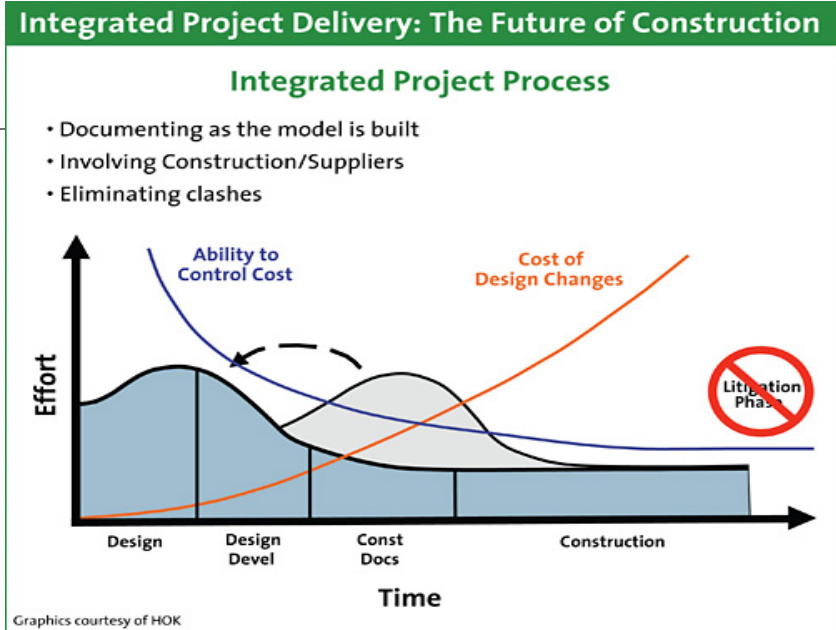 Integrated Project Delivery: The Future of Construction
Integrated Project Process
• Documenting as the model is built
• Involving Construction/Suppliers
• Eliminating clashes
Ability to
Control Cost
Cost of
Design Changes
Effort
Litigation
Phase
Design
Design
Devel
Const
Docs
Construction
Time
Graphics courtesy of HOK